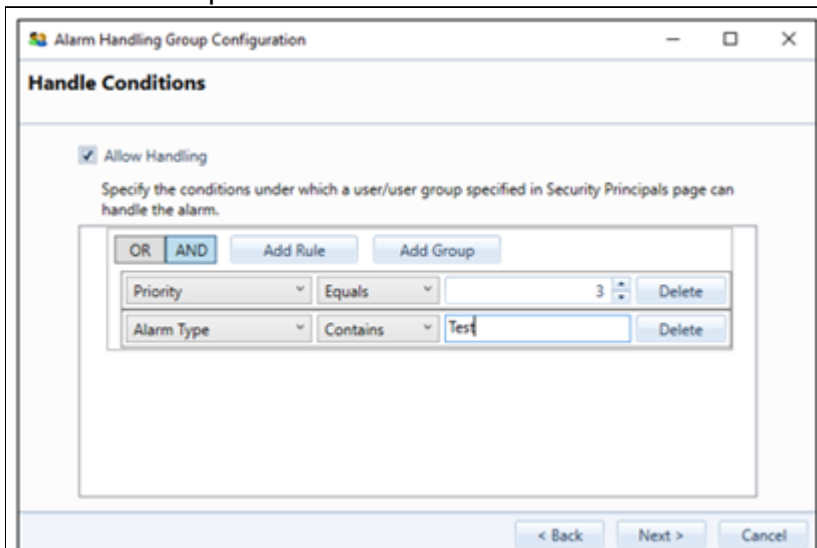 Alarm Handling Group Configuration
Handle Conditions
Allow Handling
Specify the conditions under which a user/user group specified in Security Principals page can
handle the alarm.
OR AND Add Rule Add Group
Priority Equals 3 Delete
Alarm Type Contains Test Delete
< Back Next > Cancel